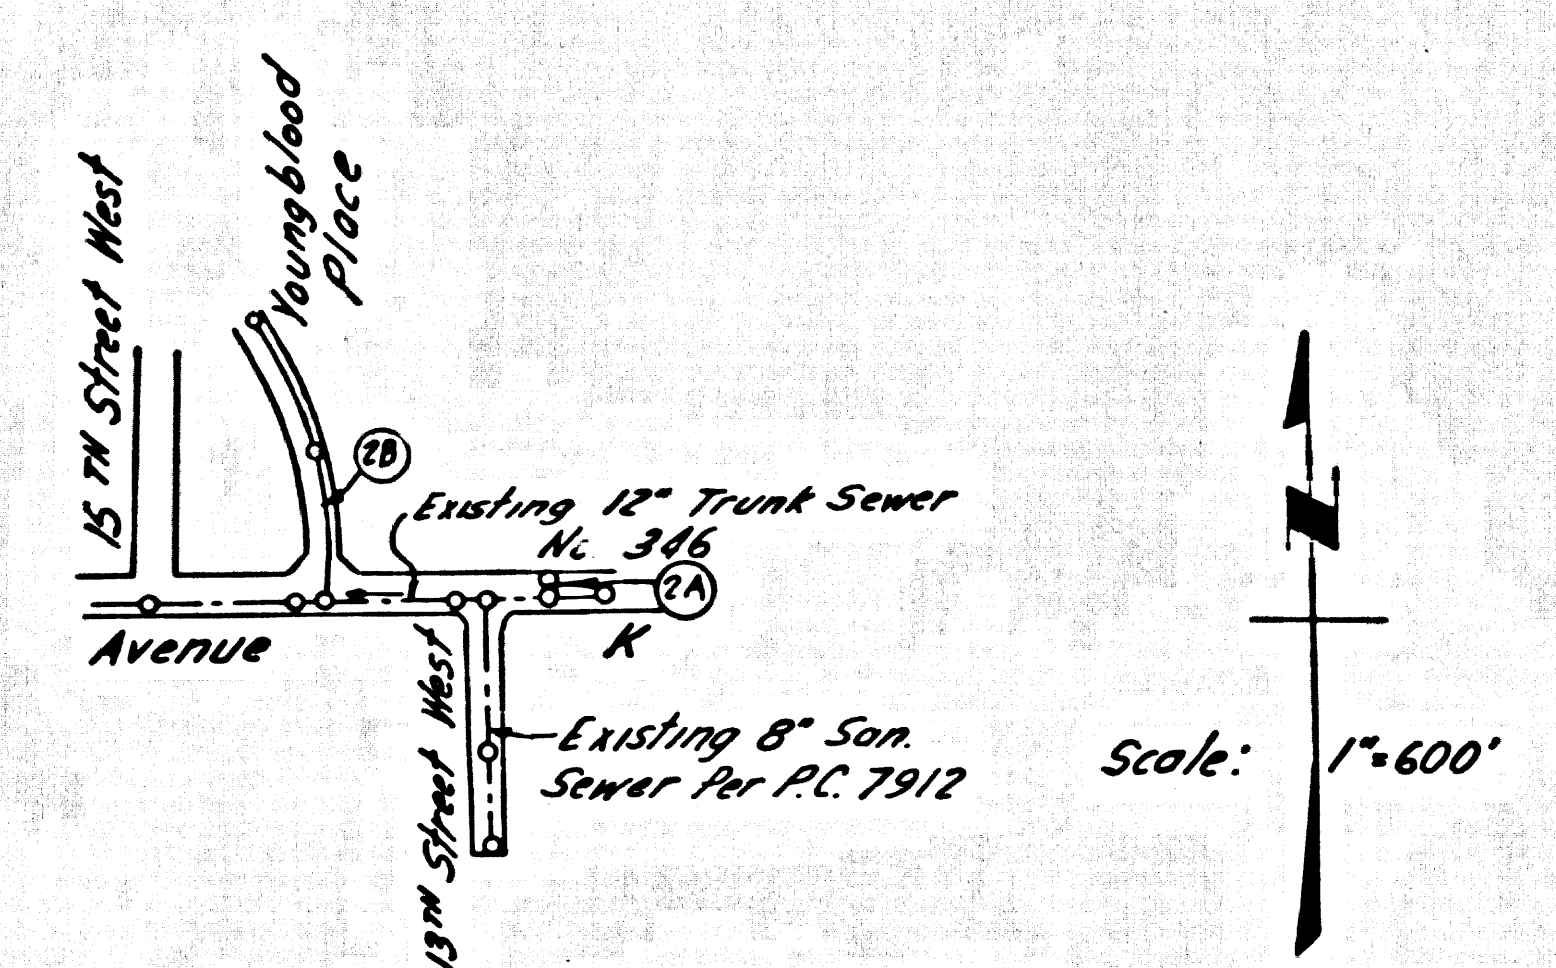 15 TH Street West
Youngblood
Place
2B
Existing 12" Trunk Sewer
No. 346
2A
Avenue K
13TH Street West
Existing 8" San.
Sewer Per P.C. 7912
Scale: 1"=600'
N